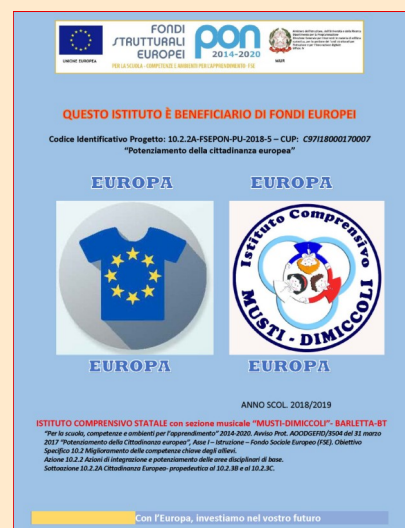 FONDI
STRUTTURALI
EUROPEI
pon
2014-2020
UNIONE EUROPEA
PER LA SCUOLA - COMPETENZE E AMBIENTI PER L'APPRENDIMENTO - FSE
MIUR
QUESTO ISTITUTO È BENEFICIARIO DI FONDI EUROPEI
Codice Identificativo Progetto: 10.2.2A-FSEPON-PU-2018-5 – CUP: C97I18000170007
"Potenziamento della cittadinanza europea"
EUROPA EUROPA
Istituto Comprensivo
MUSTI - DIMICCOLI
EUROPA EUROPA
ANNO SCOL. 2018/2019
ISTITUTO COMPRENSIVO STATALE con sezione musicale "MUSTI-DIMICCOLI"- BARLETTA-BT
"Per la scuola, competenze e ambienti per l'apprendimento" 2014-2020. Avviso Prot. AOODGEFID/3504 del 31 marzo
2017 "Potenziamento della Cittadinanza europea", Asse I – Istruzione – Fondo Sociale Europeo (FSE). Obiettivo
Specifico 10.2 Miglioramento delle competenze chiave degli allievi.
Azione 10.2.2 Azioni di integrazione e potenziamento delle aree disciplinari di base.
Sottoazione 10.2.2A Cittadinanza Europea- propedeutica al 10.2.3B e al 10.2.3C.
Con l'Europa, investiamo nel vostro futuro